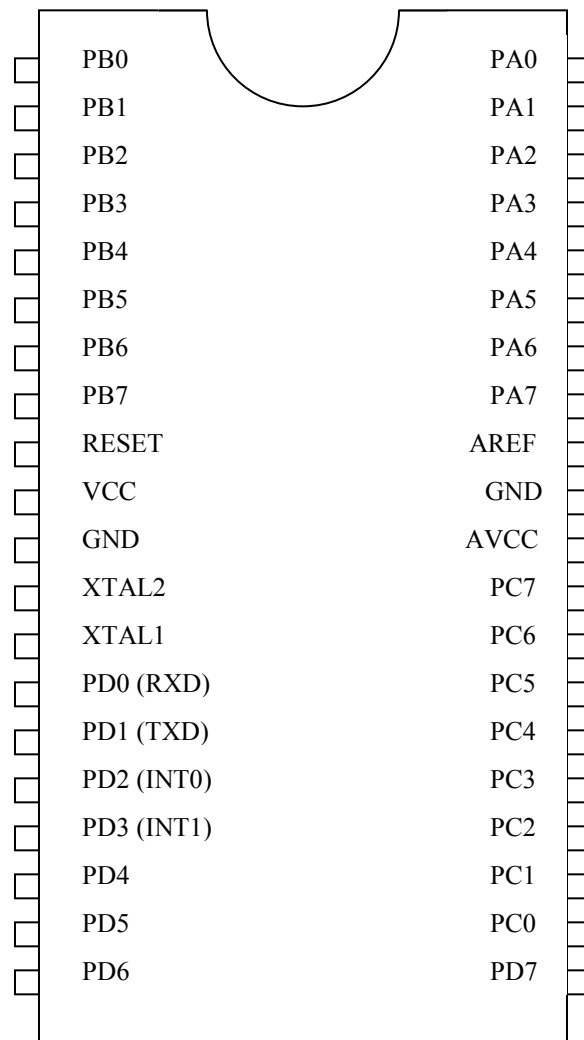 PB0 PA0
PB1 PA1
PB2 PA2
PB3 PA3
PB4 PA4
PB5 PA5
PB6 PA6
PB7 PA7
RESET AREF
VCC GND
GND AVCC
XTAL2 PC7
XTAL1 PC6
PD0 (RXD) PC5
PD1 (TXD) PC4
PD2 (INT0) PC3
PD3 (INT1) PC2
PD4 PC1
PD5 PC0
PD6 PD7